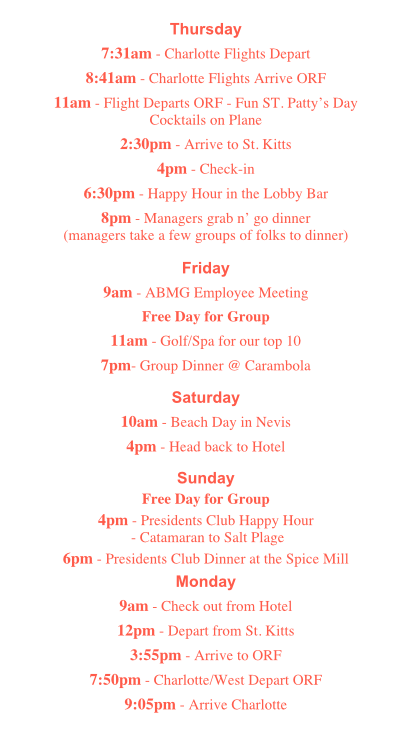 Thursday
7:31am - Charlotte Flights Depart
8:41am - Charlotte Flights Arrive ORF
11am - Flight Departs ORF - Fun ST. Patty’s Day
Cocktails on Plane
2:30pm - Arrive to St. Kitts
4pm - Check-in
6:30pm - Happy Hour in the Lobby Bar
8pm - Managers grab n’ go dinner
(managers take a few groups of folks to dinner)
Friday
9am - ABMG Employee Meeting
Free Day for Group
11am - Golf/Spa for our top 10
7pm- Group Dinner @ Carambola
Saturday
10am - Beach Day in Nevis
4pm - Head back to Hotel
Sunday
Free Day for Group
4pm - Presidents Club Happy Hour
- Catamaran to Salt Plage
6pm - Presidents Club Dinner at the Spice Mill
Monday
9am - Check out from Hotel
12pm - Depart from St. Kitts
3:55pm - Arrive to ORF
7:50pm - Charlotte/West Depart ORF
9:05pm - Arrive Charlotte